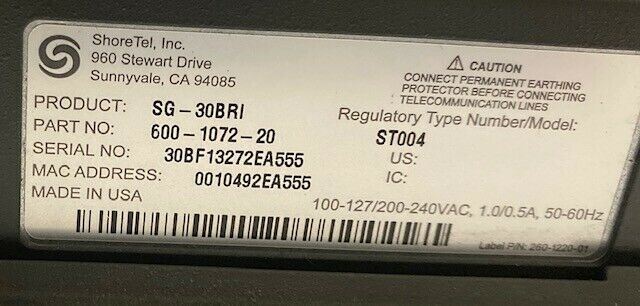 ShoreTel, Inc.
960 Stewart Drive
Sunnyvale, CA 94085
PRODUCT: SG-30BRI
PART NO: 600-1072-20
SERIAL NO: 30BF13272EA555
MAC ADDRESS: 0010492EA555
MADE IN USA
CAUTION
CONNECT PERMANENT EARTHING
PROTECTOR BEFORE CONNECTING
TELECOMMUNICATION LINES
Regulatory Type Number/Model:
ST004
US:
IC:
100-127/200-240VAC, 1.0/0.5A, 50-60Hz
Label P/N: 260-1220-01